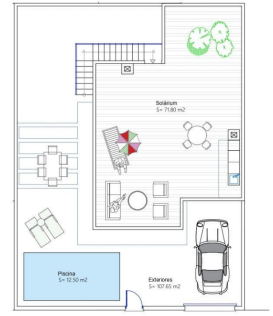 Solárium
S= 71.80 m2
Piscina
S= 12.50 m2
Exteriores
S= 107.65 m2